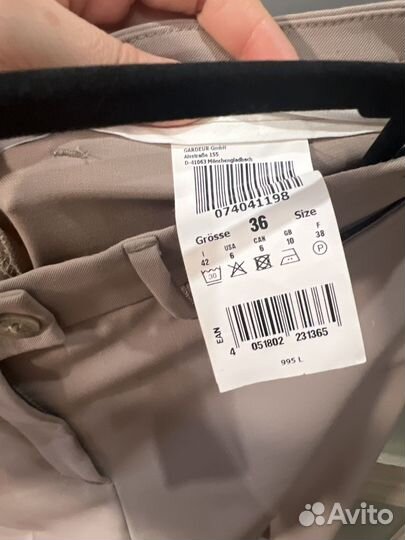 GARDEUR GmbH
Ahrstraße 155
D-41063 Mönchengladbach
074041198
Grösse 36 Size
I USA CAN GB F
42 6 6 10 38
30 P
EAN
4 051802 231365
995 L
Avito